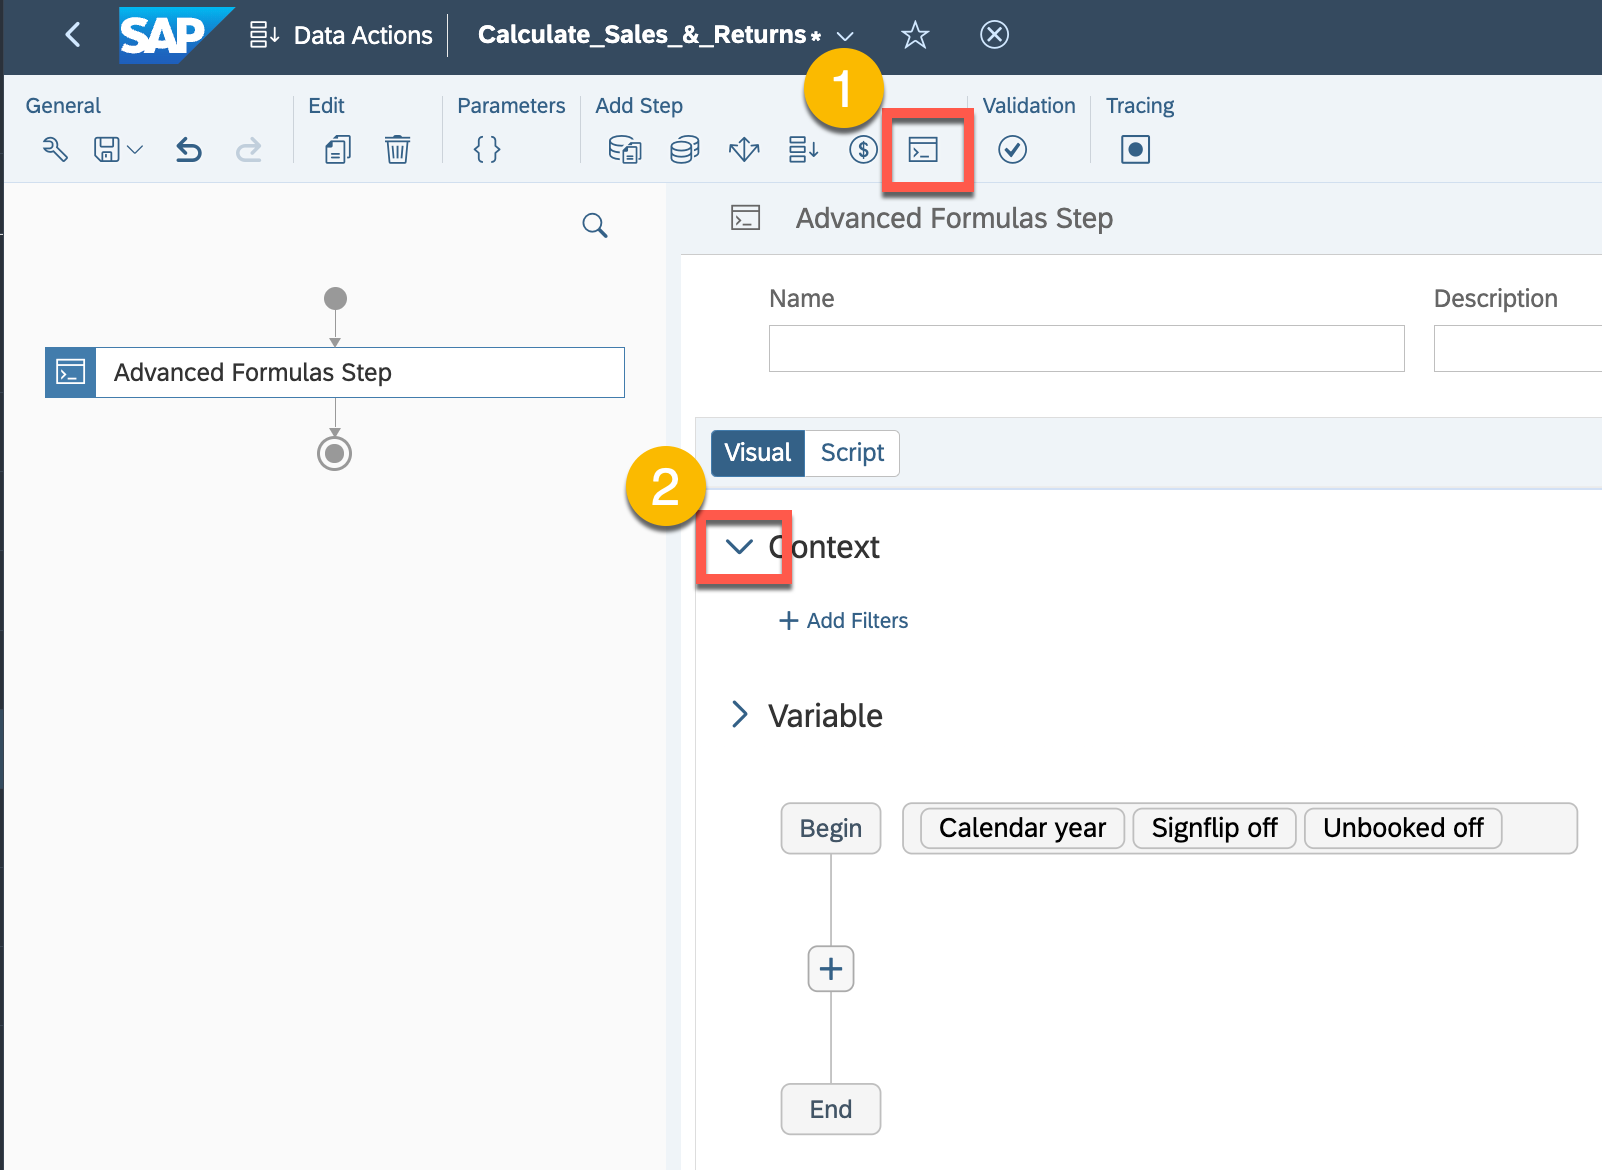 SAP Data Actions Calculate_Sales_&_Returns*
1
General Edit Parameters Add Step Validation Tracing
Advanced Formulas Step
Name Description
Advanced Formulas Step
Visual Script
2
Context
+ Add Filters
Variable
Begin Calendar year Signflip off Unbooked off
End